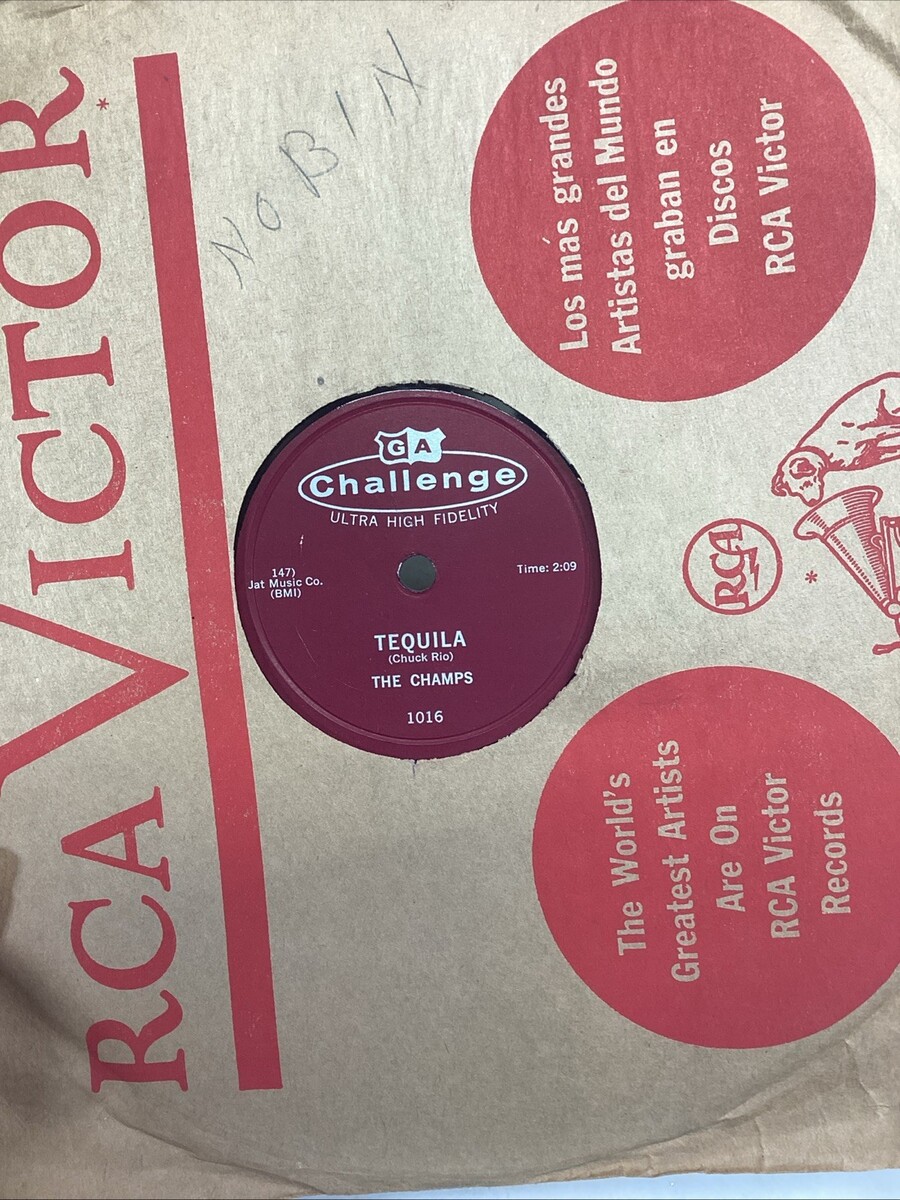 RCA VICTOR
*
NOBIN
Los más grandes
Artistas del Mundo
graban en
Discos
RCA Victor
GA
Challenge
ULTRA HIGH FIDELITY
147)
Jat Music Co.
(BMI)
Time: 2:09
TEQUILA
(Chuck Rio)
THE CHAMPS
1016
RCA
*
The World's
Greatest Artists
Are On
RCA Victor
Records